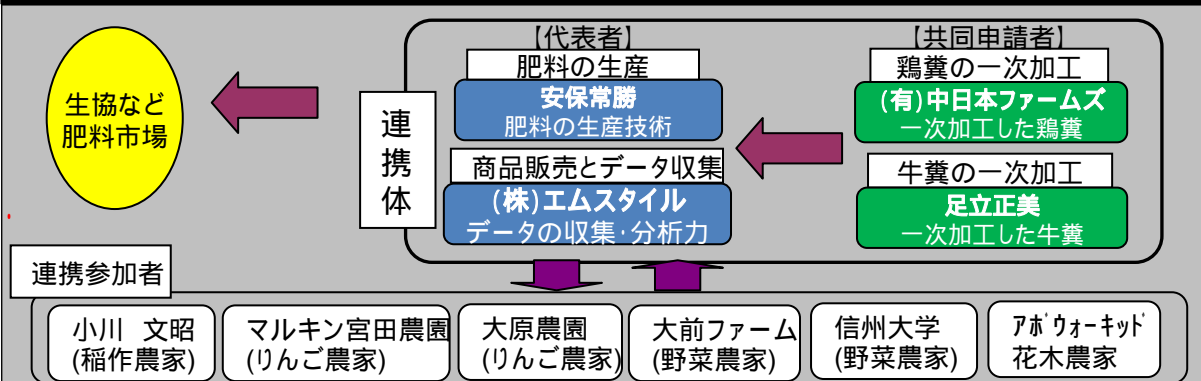 【代表者】
肥料の生産
安保常勝
肥料の生産技術
商品販売とデータ収集
(株)エムスタイル
データの収集・分析力
【共同申請者】
鶏糞の一次加工
(有)中日本ファームズ
一次加工した鶏糞
牛糞の一次加工
足立正美
一次加工した牛糞
連携体
生協など
肥料市場
連携参加者
小川 文昭
(稲作農家)
マルキン宮田農園
(りんご農家)
大原農園
(りんご農家)
大前ファーム
(野菜農家)
信州大学
(野菜農家)
アボウォーキッド
花木農家